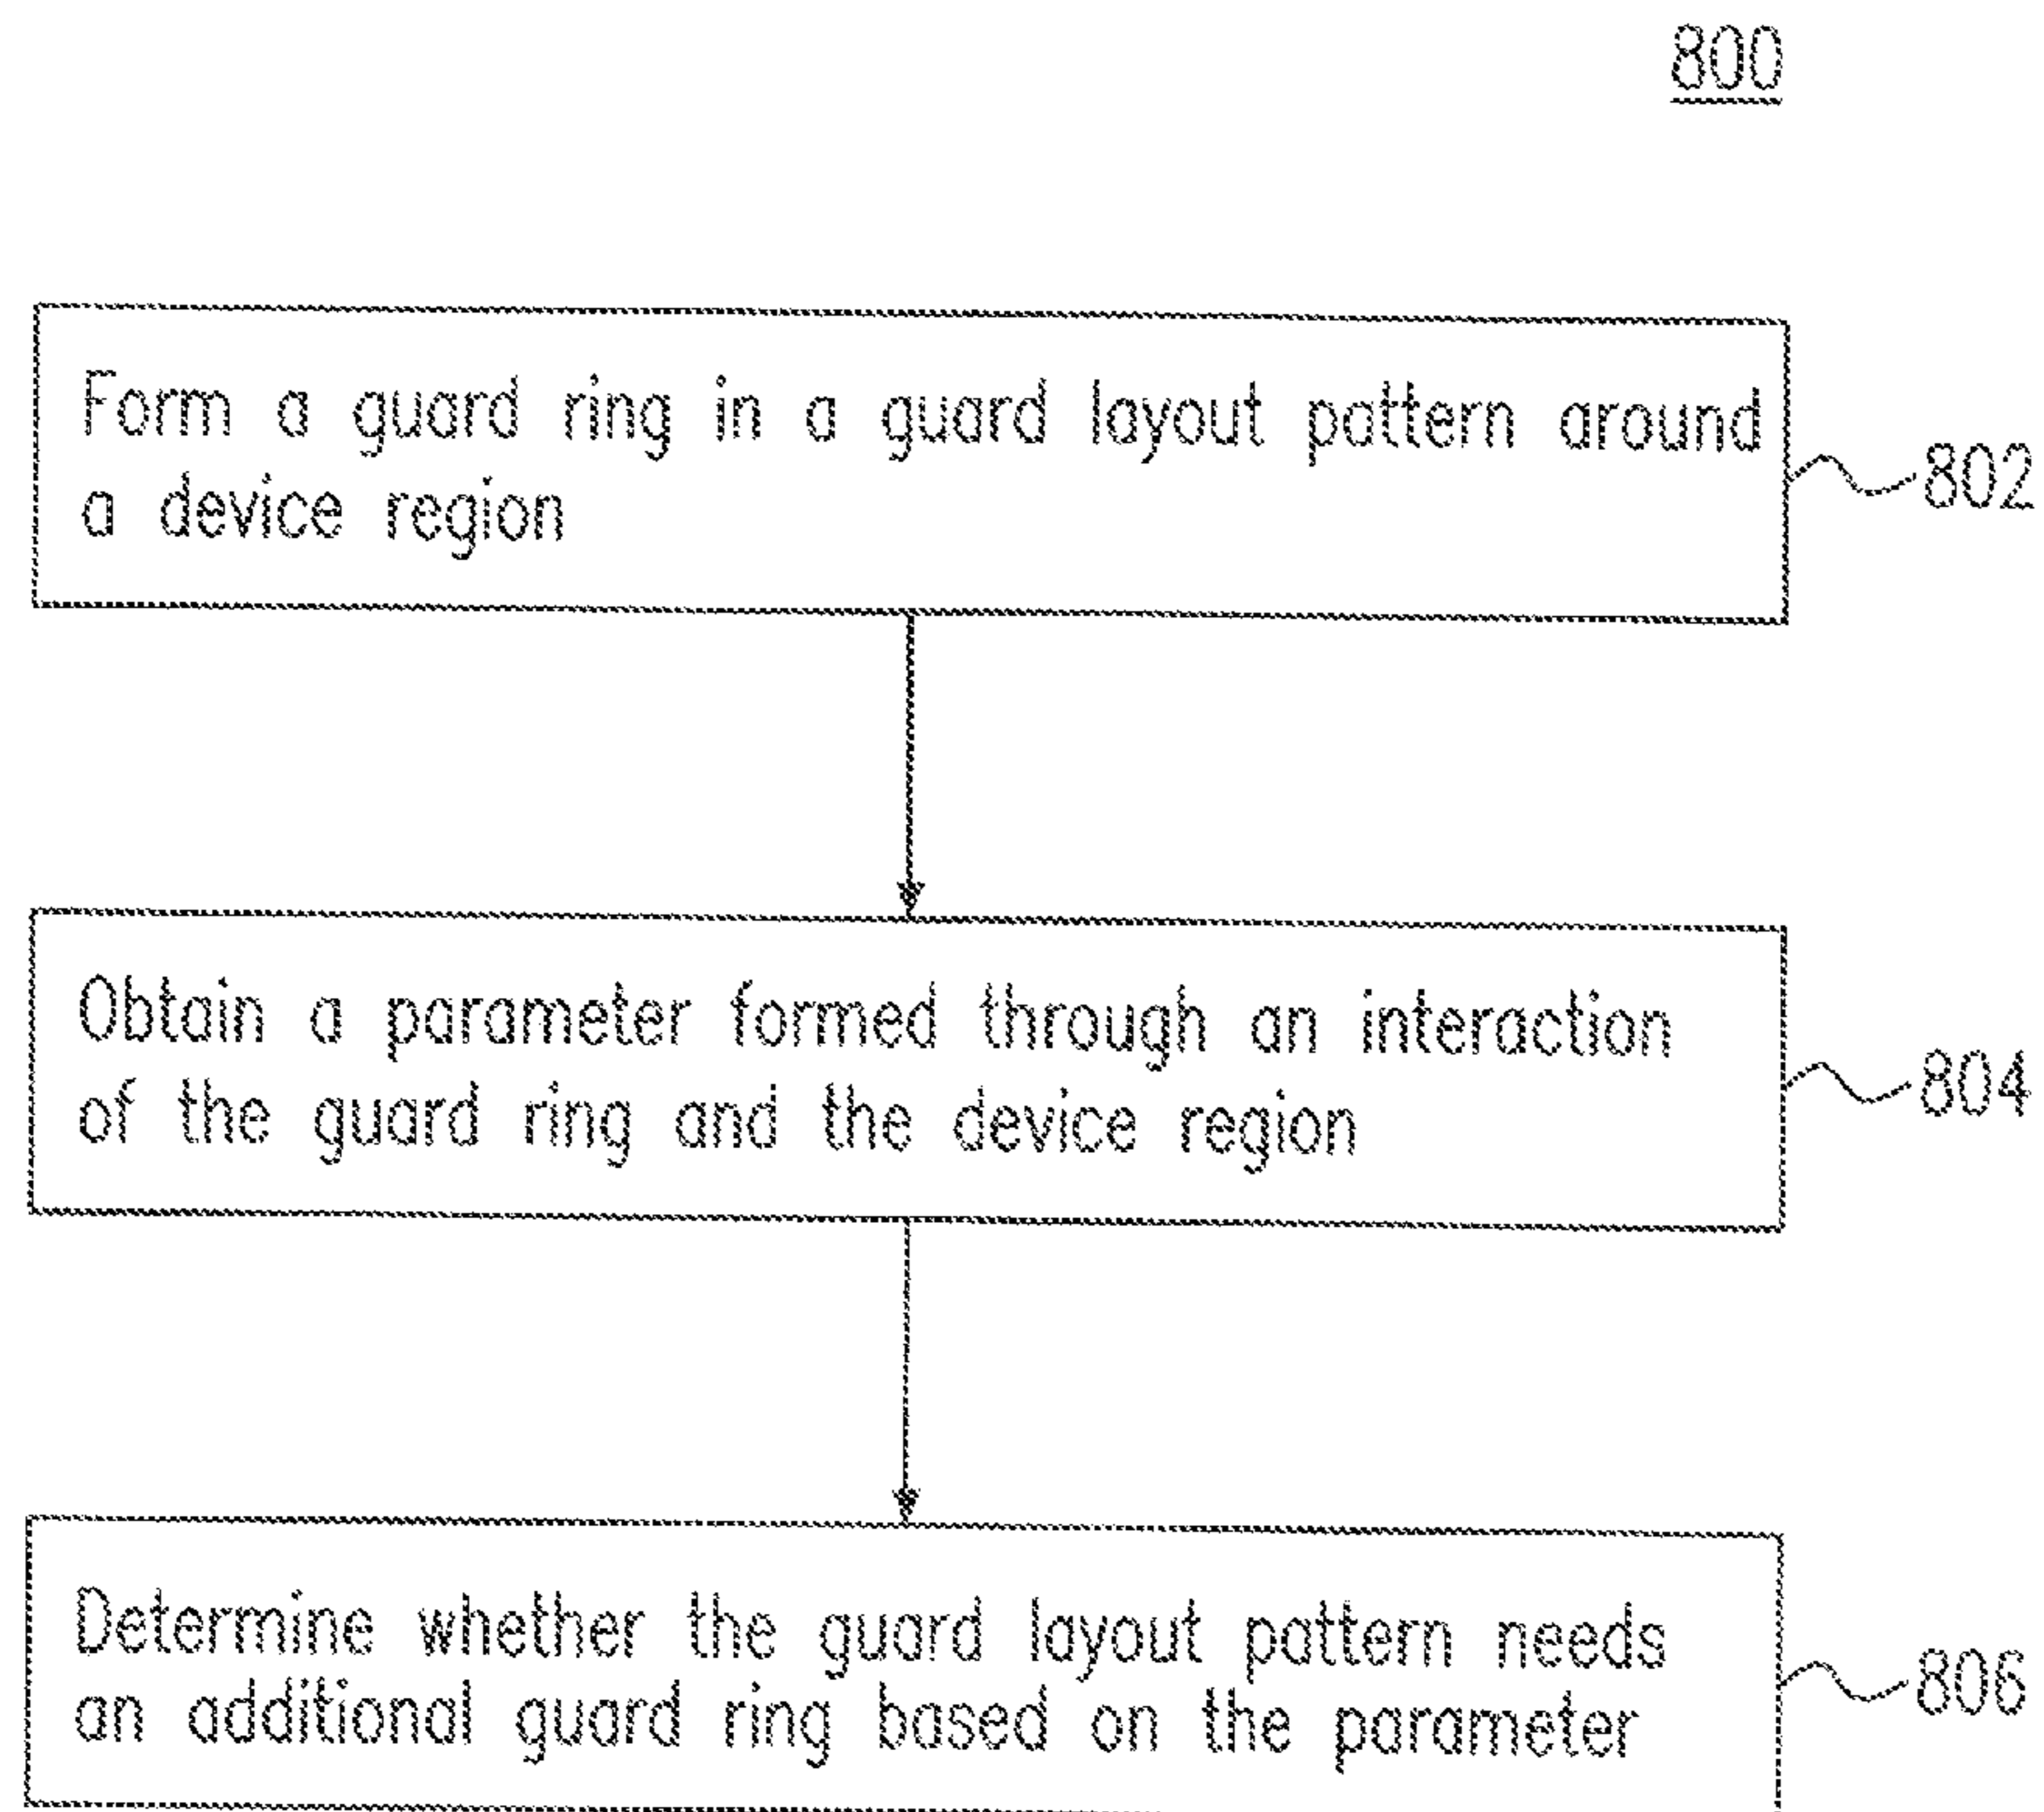 800
Form a guard ring in a guard layout pattern around
a device region
802
Obtain a parameter formed through an interaction
of the guard ring and the device region
804
Determine whether the guard layout pattern needs
an additional guard ring based on the parameter
806